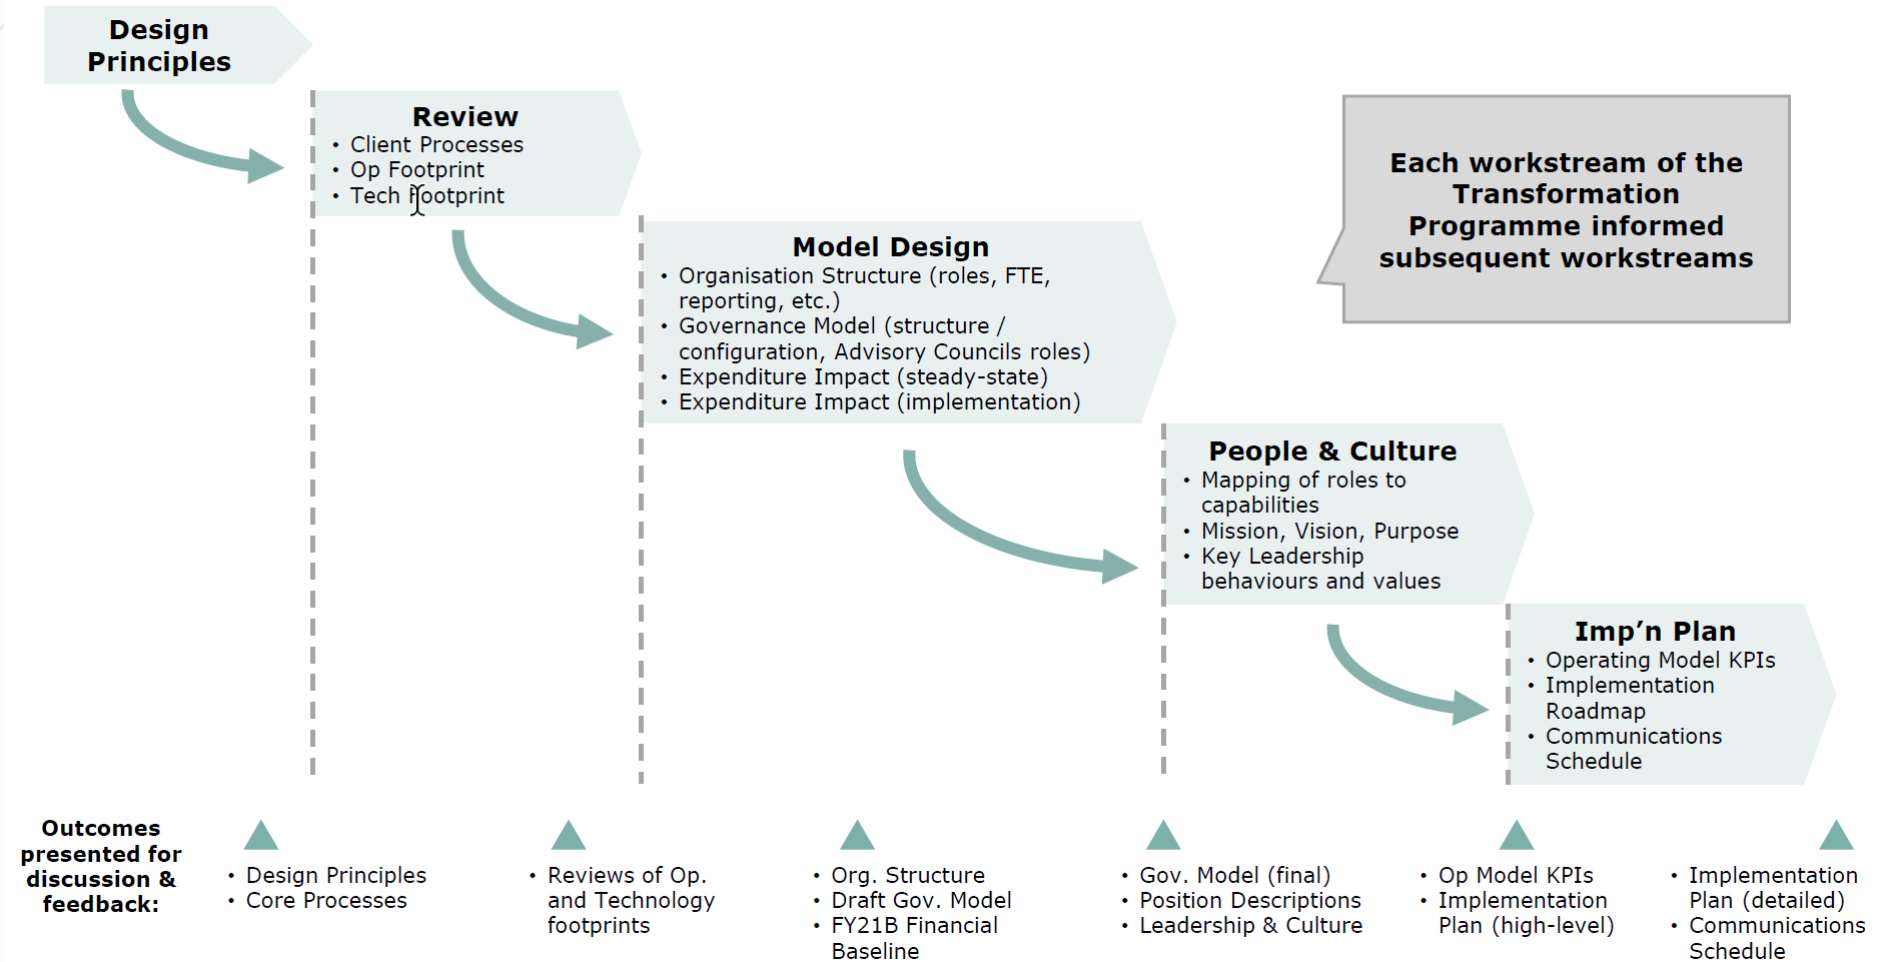 Design
Principles
Review
• Client Processes
• Op Footprint
• Tech Footprint
Each workstream of the
Transformation
Programme informed
subsequent workstreams
Model Design
• Organisation Structure (roles, FTE,
reporting, etc.)
• Governance Model (structure /
configuration, Advisory Councils roles)
• Expenditure Impact (steady-state)
• Expenditure Impact (implementation)
People & Culture
• Mapping of roles to
capabilities
• Mission, Vision, Purpose
• Key Leadership
behaviours and values
Imp’n Plan
• Operating Model KPIs
• Implementation
Roadmap
• Communications
Schedule
Outcomes
presented for
discussion &
feedback:
• Design Principles
• Core Processes
• Reviews of Op.
and Technology
footprints
• Org. Structure
• Draft Gov. Model
• FY21B Financial
Baseline
• Gov. Model (final)
• Position Descriptions
• Leadership & Culture
• Op Model KPIs
• Implementation
Plan (high-level)
• Implementation
Plan (detailed)
• Communications
Schedule